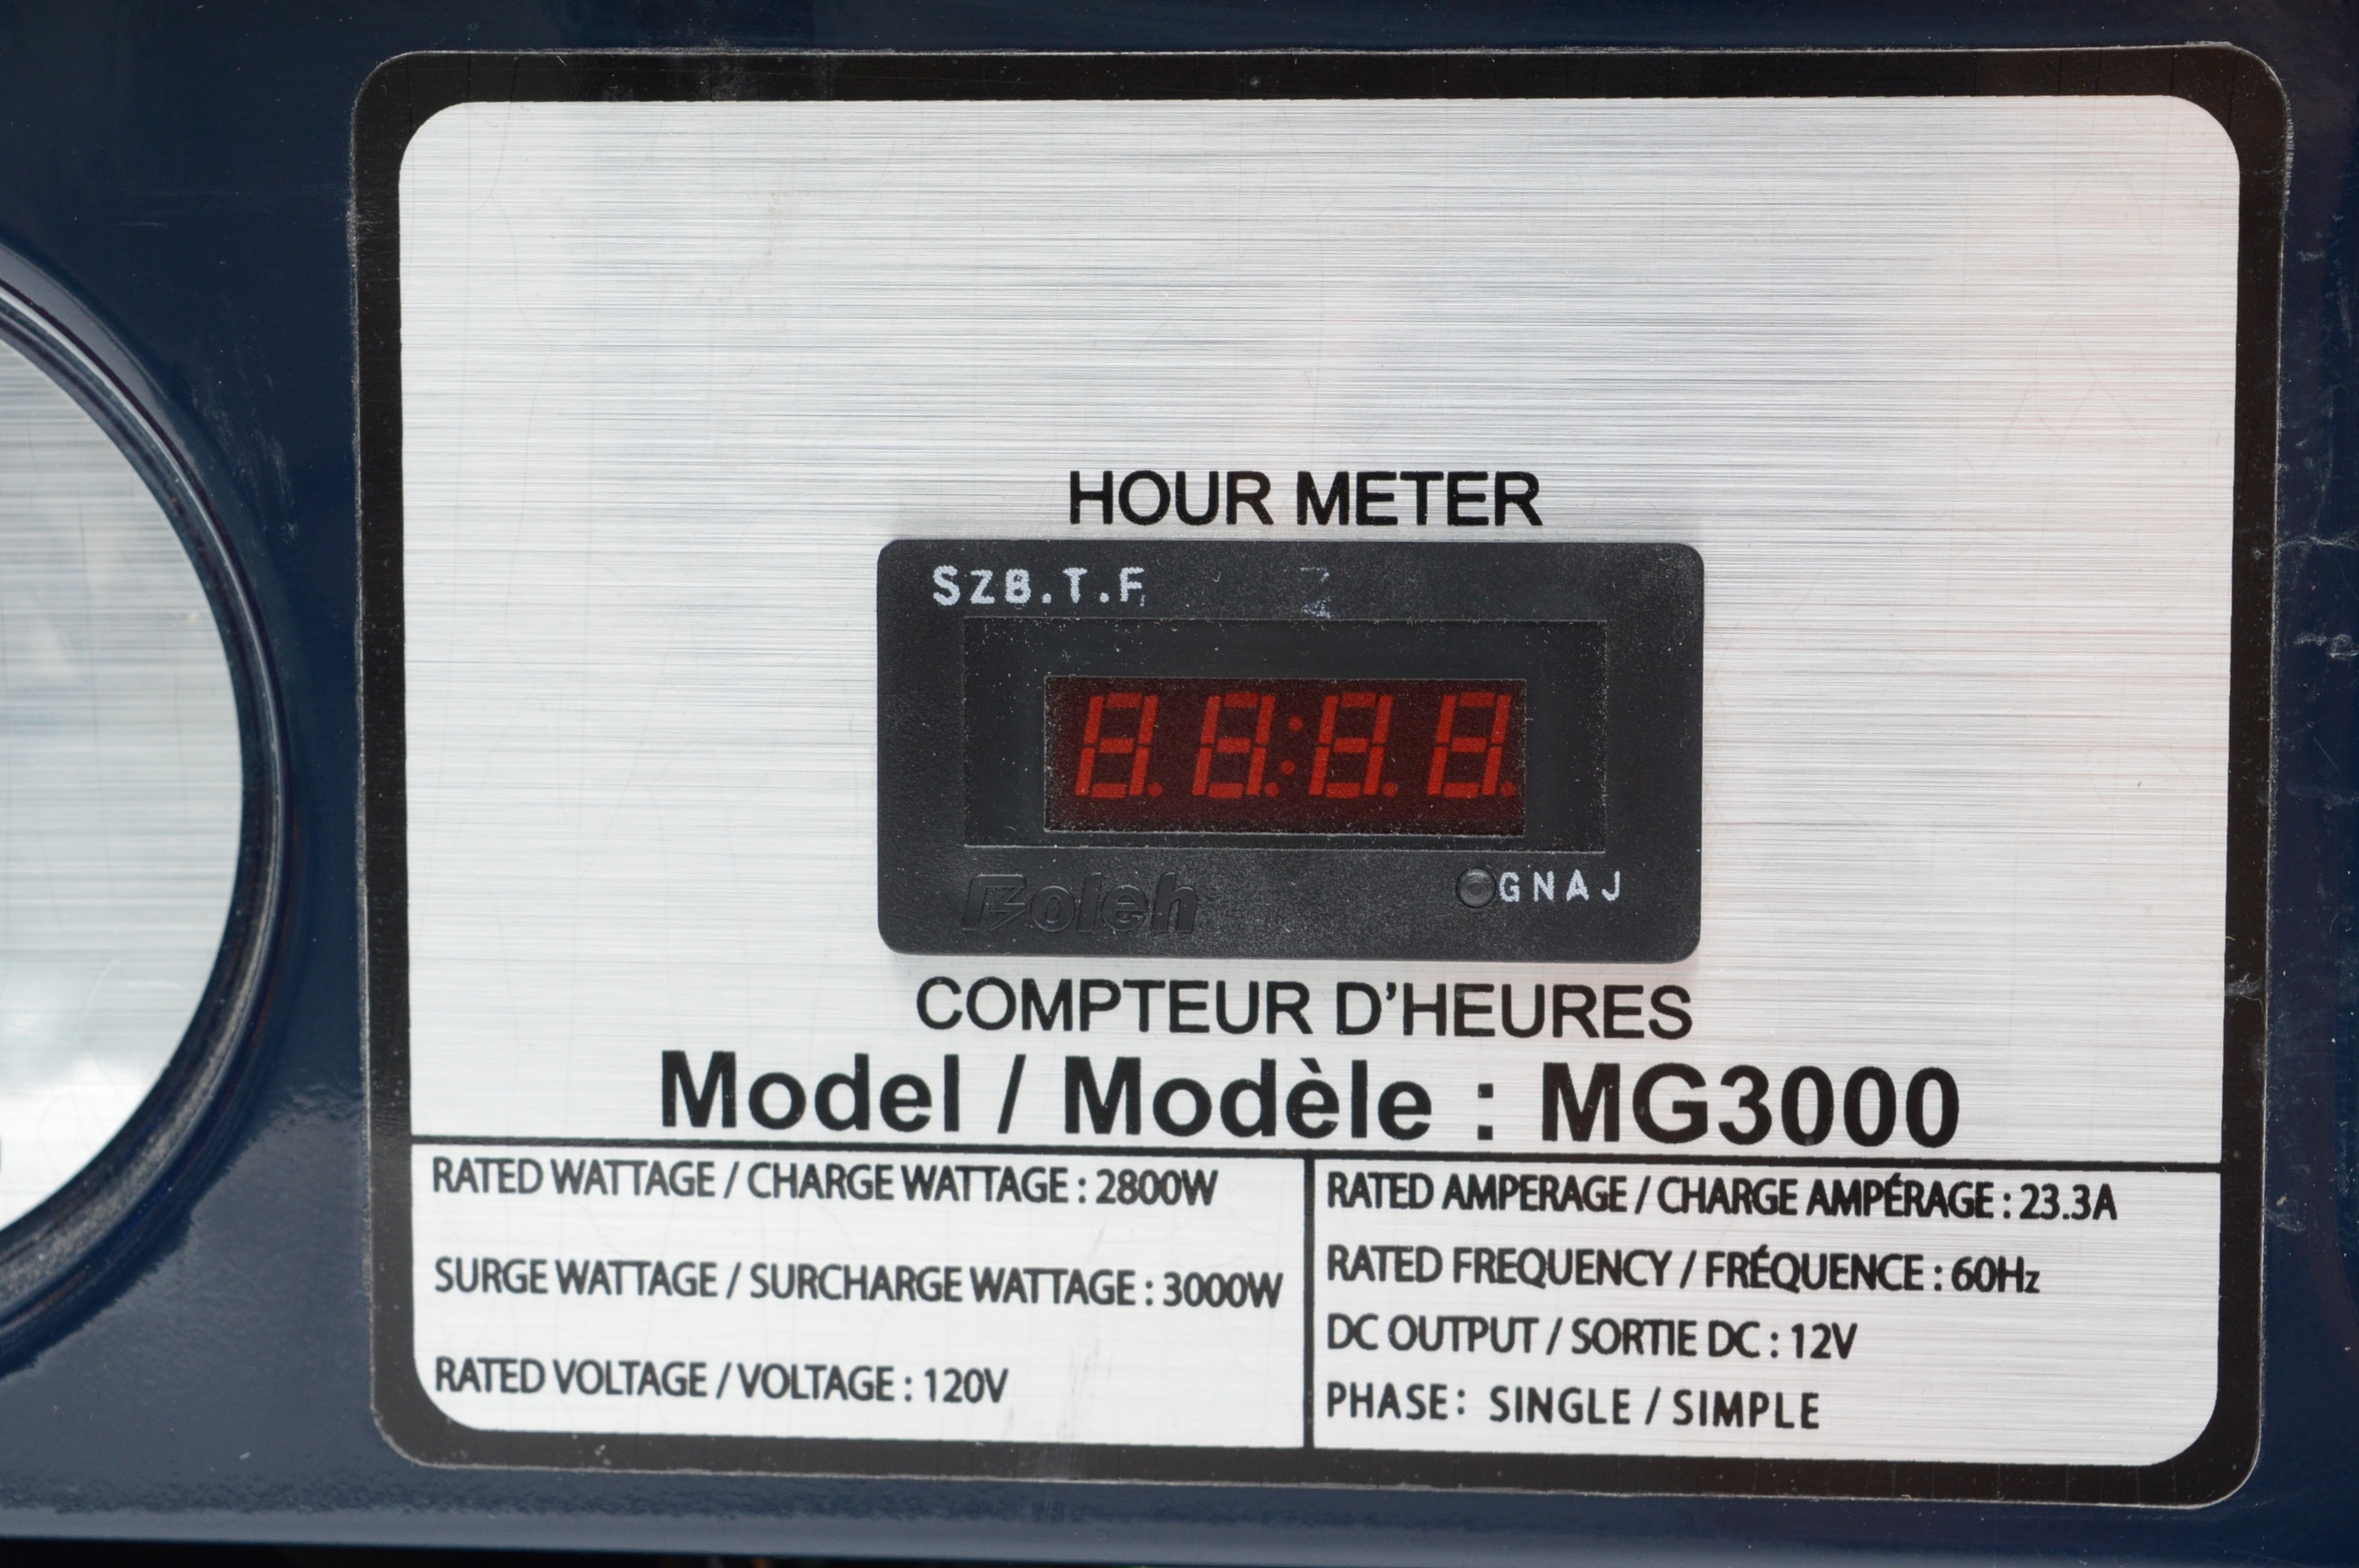 HOUR METER
SZB.T.F
8.8:8.8.
Boleh
GNAJ
COMPTEUR D'HEURES
Model / Modèle : MG3000
RATED WATTAGE / CHARGE WATTAGE : 2800W
SURGE WATTAGE / SURCHARGE WATTAGE : 3000W
RATED VOLTAGE / VOLTAGE : 120V
RATED AMPERAGE / CHARGE AMPÉRAGE : 23.3A
RATED FREQUENCY / FRÉQUENCE : 60Hz
DC OUTPUT / SORTIE DC : 12V
PHASE: SINGLE / SIMPLE